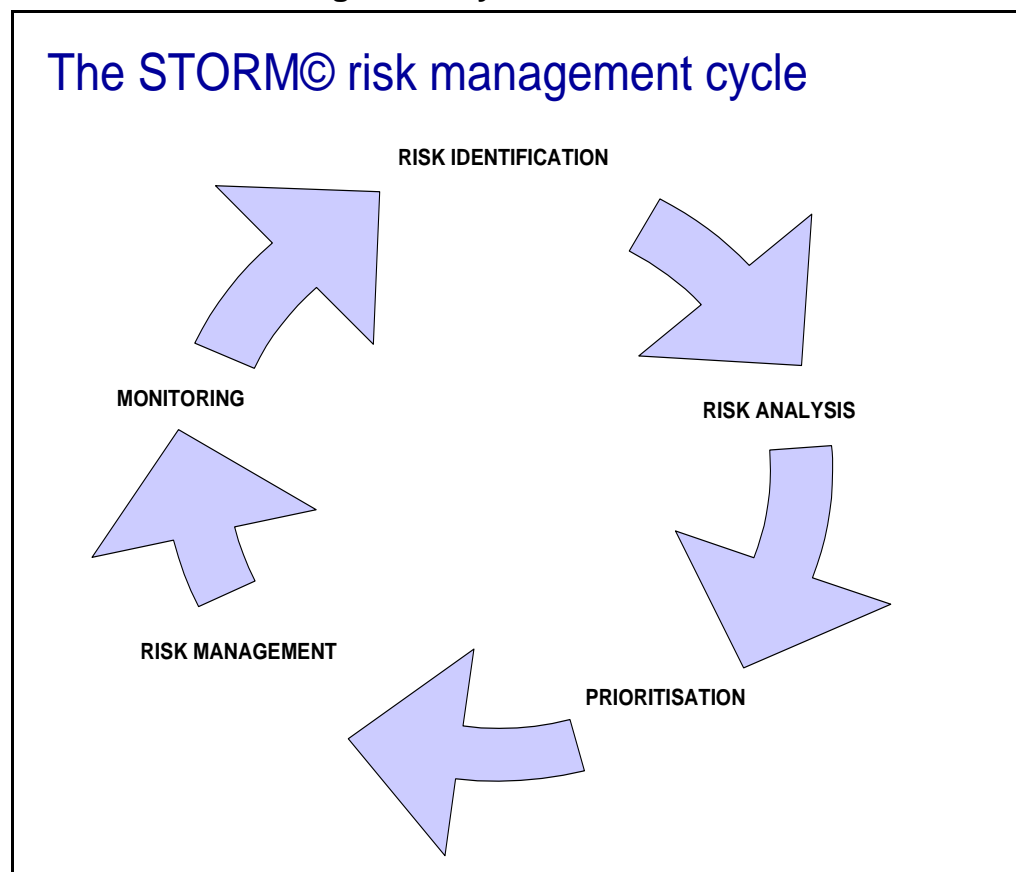 The STORM© risk management cycle
RISK IDENTIFICATION
RISK ANALYSIS
PRIORITISATION
RISK MANAGEMENT
MONITORING